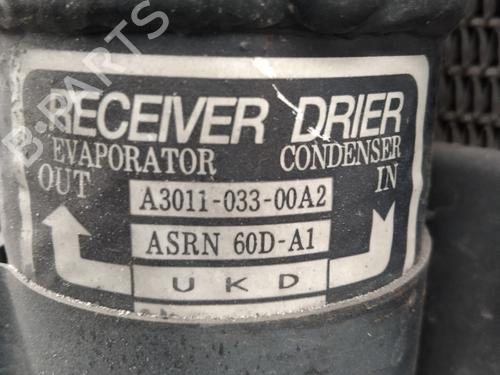 RECEIVER DRIER
EVAPORATOR CONDENSER
OUT IN
A3011-033-00A2
ASRN 60D-A1
UKD
B-PARTS